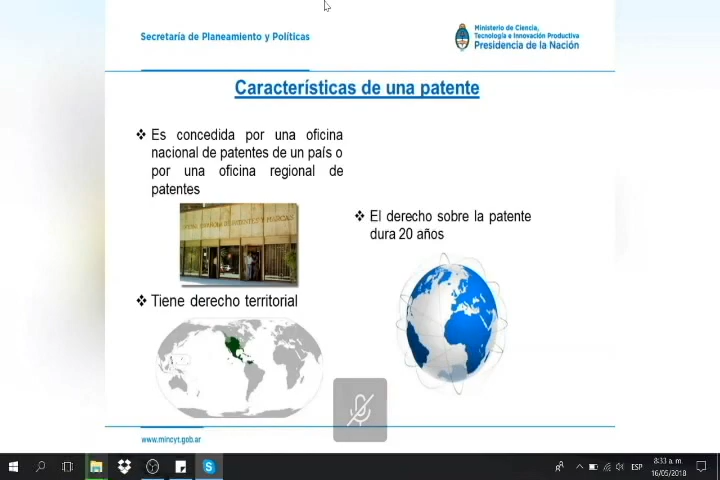 Secretaría de Planeamiento y Políticas
Ministerio de Ciencia,
Tecnología e Innovación Productiva
Presidencia de la Nación
Características de una patente
Es concedida por una oficina
nacional de patentes de un país o
por una oficina regional de
patentes
El derecho sobre la patente
dura 20 años
Tiene derecho territorial
www.mincyt.gob.ar
ESP
8:33 a. m.
16/05/2018